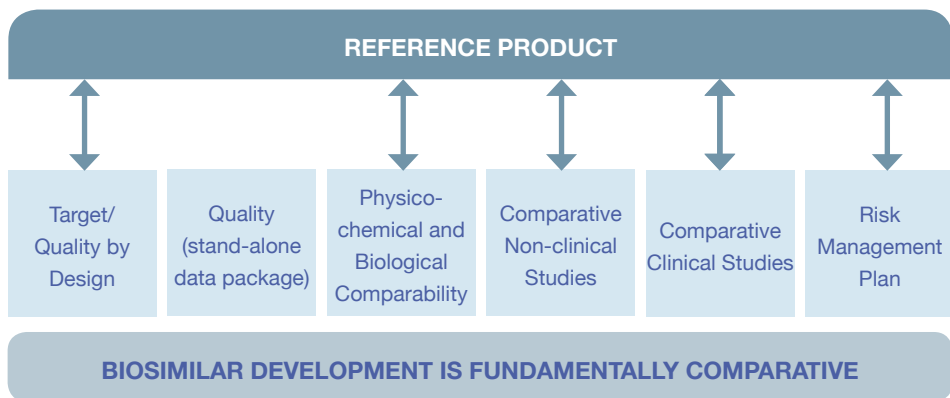 REFERENCE PRODUCT
Target/
Quality by
Design
Quality
(stand-alone
data package)
Physico-
chemical and
Biological
Comparability
Comparative
Non-clinical
Studies
Comparative
Clinical Studies
Risk
Management
Plan
BIOSIMILAR DEVELOPMENT IS FUNDAMENTALLY COMPARATIVE